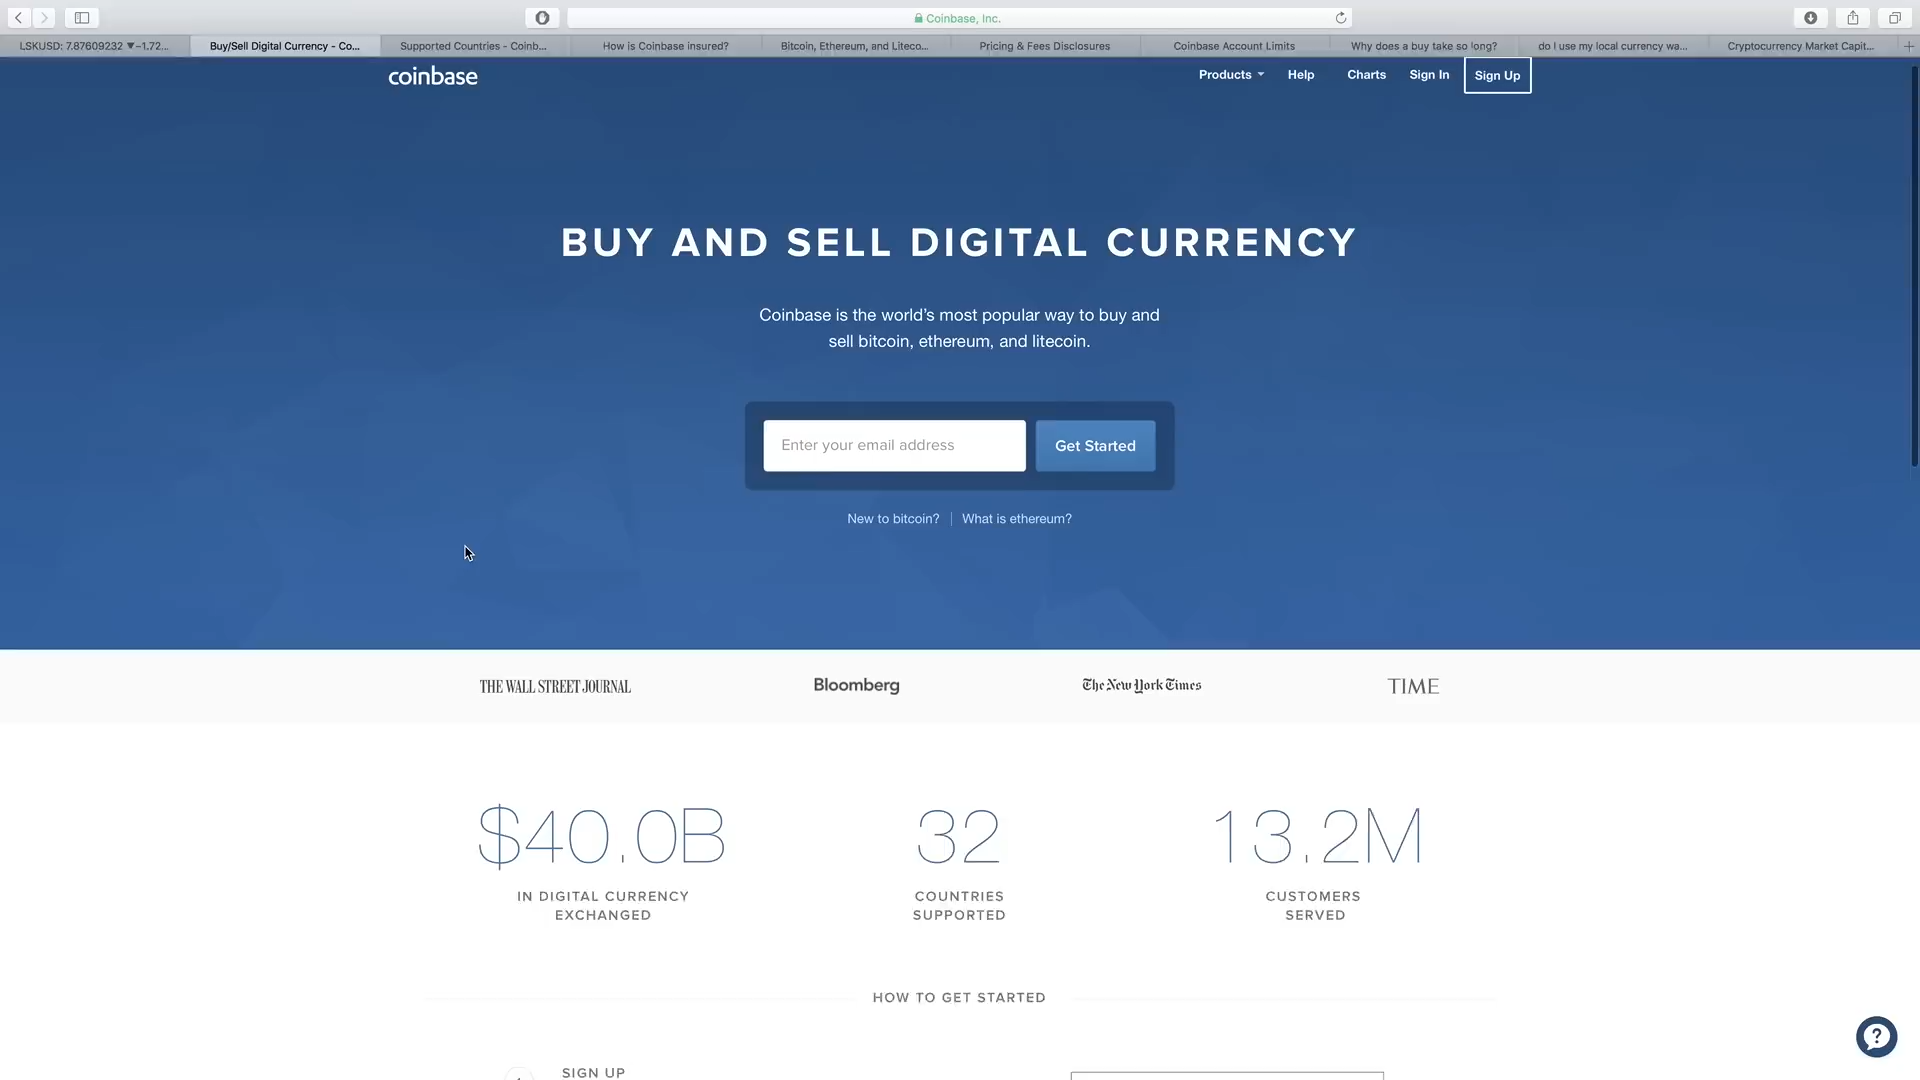 Coinbase, Inc.
LSKUSD: 7.87609232 ▼−1.72...
Buy/Sell Digital Currency - Co...
Supported Countries - Coinb...
How is Coinbase insured?
Bitcoin, Ethereum, and Liteco...
Pricing & Fees Disclosures
Coinbase Account Limits
Why does a buy take so long?
do I use my local currency wa...
Cryptocurrency Market Capit...
coinbase
Products
Help
Charts
Sign In
Sign Up
BUY AND SELL DIGITAL CURRENCY
Coinbase is the world’s most popular way to buy and
sell bitcoin, ethereum, and litecoin.
Enter your email address
Get Started
New to bitcoin?
What is ethereum?
THE WALL STREET JOURNAL
Bloomberg
The New York Times
TIME
$40.0B
IN DIGITAL CURRENCY
EXCHANGED
32
COUNTRIES
SUPPORTED
13.2M
CUSTOMERS
SERVED
HOW TO GET STARTED
SIGN UP